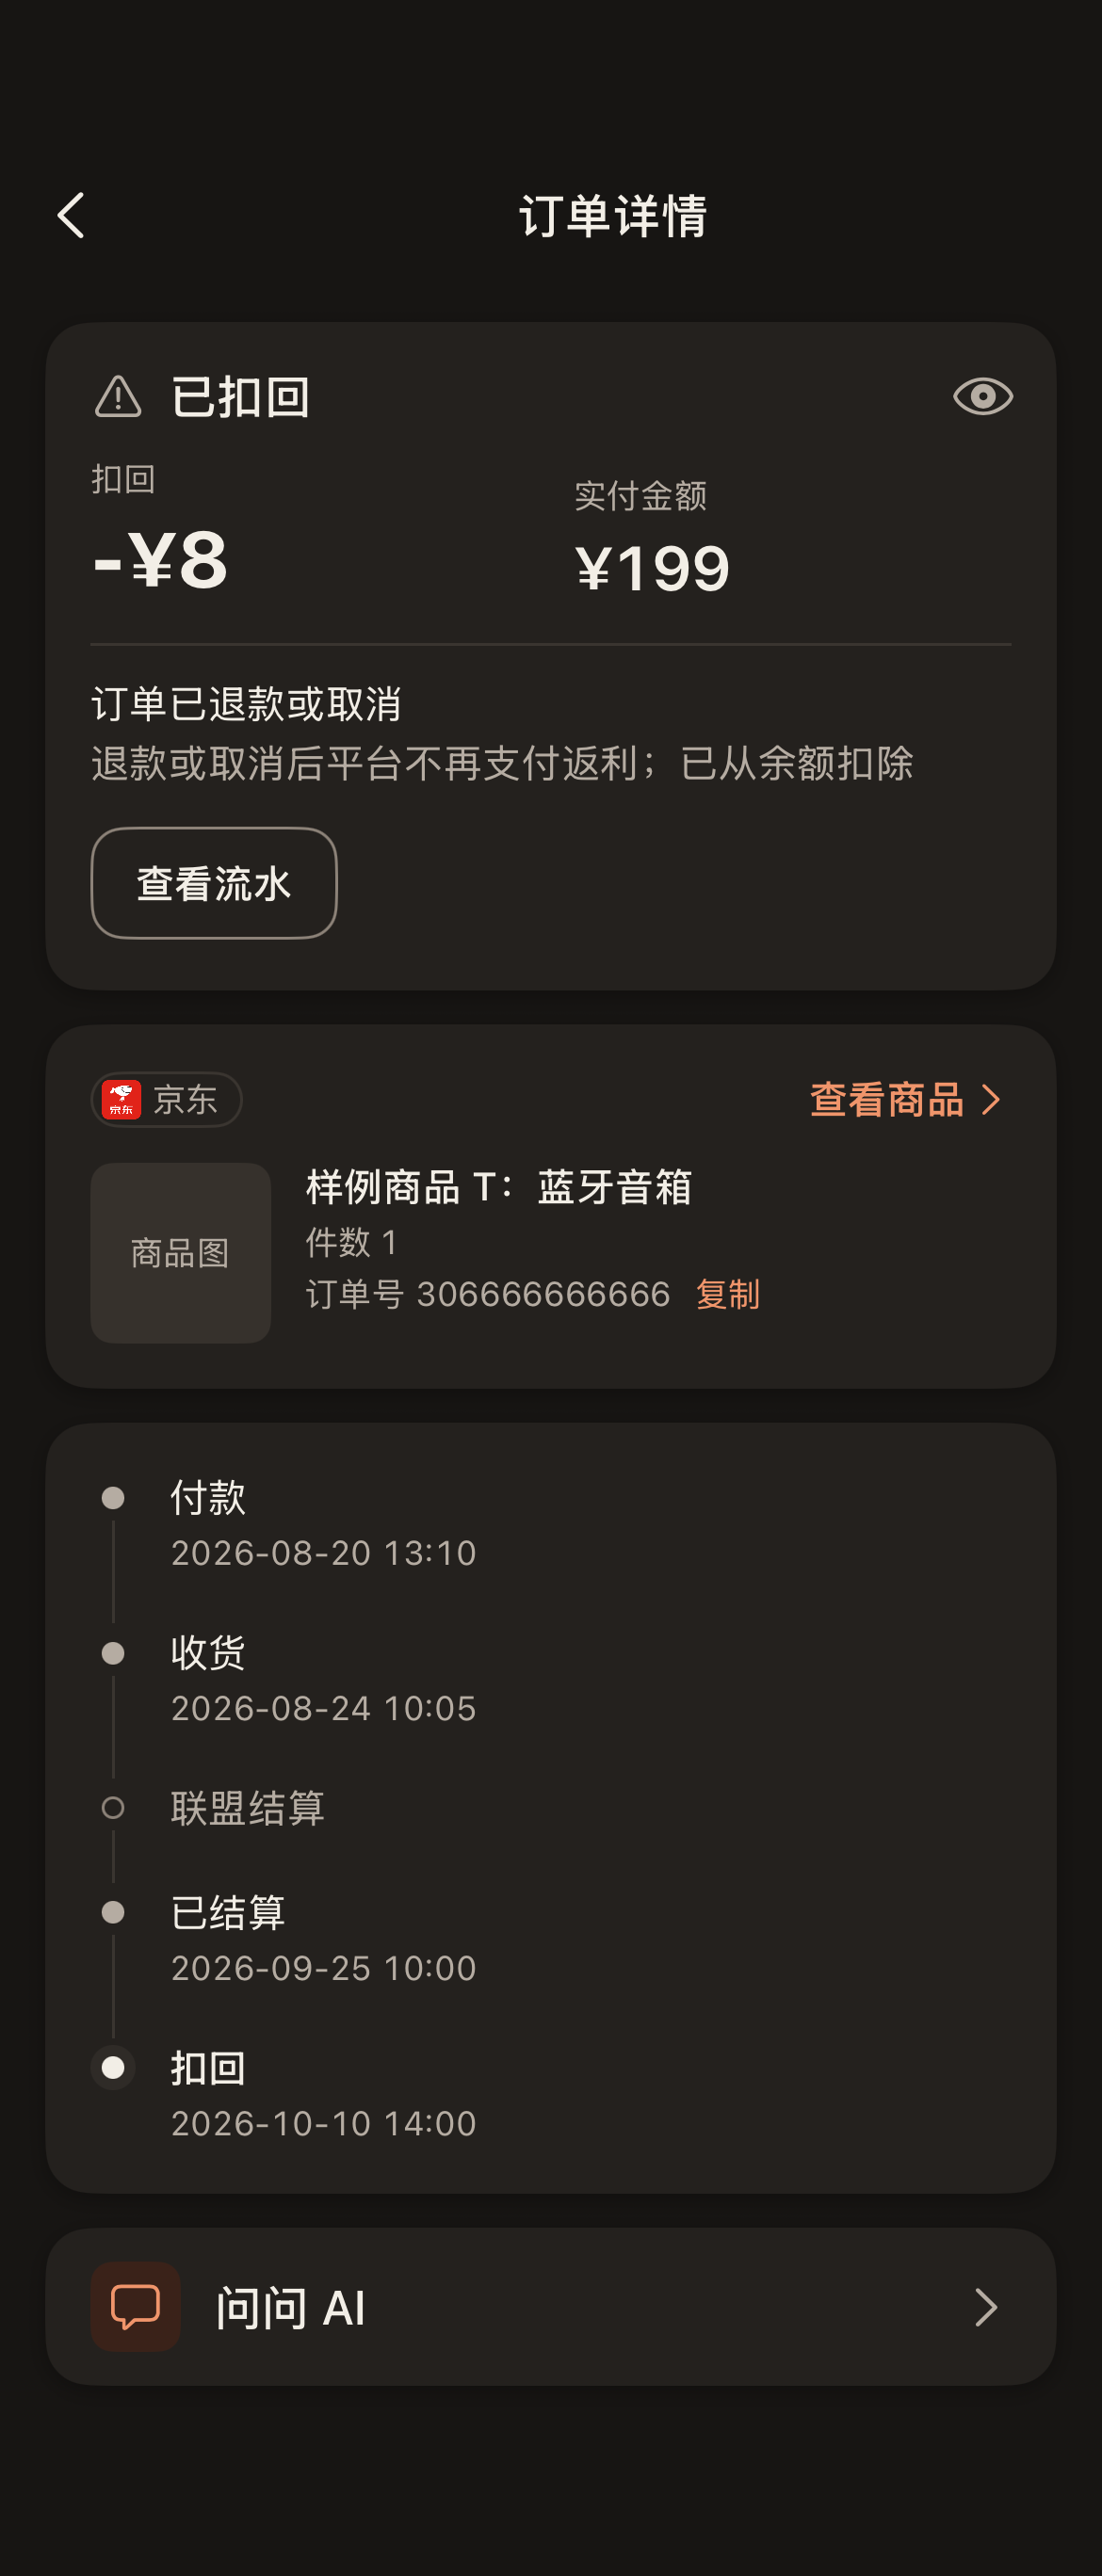 订单详情
已扣回
扣回
-¥8
实付金额
¥199
订单已退款或取消
退款或取消后平台不再支付返利；已从余额扣除
查看流水
京东
京东
查看商品
商品图
样例商品 T：蓝牙音箱
件数 1
订单号 306666666666 复制
付款
2026-08-20 13:10
收货
2026-08-24 10:05
联盟结算
已结算
2026-09-25 10:00
扣回
2026-10-10 14:00
问问 AI